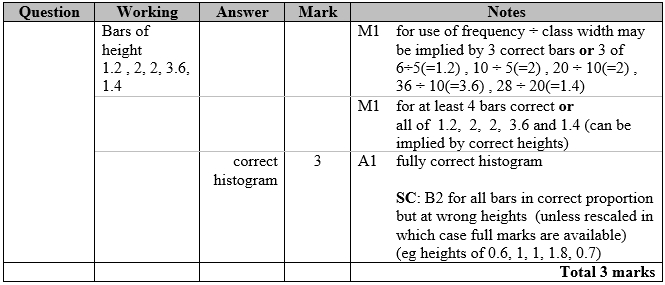 Question Working Answer Mark Notes
Bars of height 1.2 , 2, 2, 3.6, 1.4
M1 for use of frequency ÷ class width may
be implied by 3 correct bars or 3 of
6÷5(=1.2) , 10 ÷ 5(=2) , 20 ÷ 10(=2) ,
36 ÷ 10(=3.6) , 28 ÷ 20(=1.4)
M1 for at least 4 bars correct or
all of 1.2, 2, 2, 3.6 and 1.4 (can be
implied by correct heights)
correct histogram 3 A1 fully correct histogram
SC: B2 for all bars in correct proportion
but at wrong heights (unless rescaled in
which case full marks are available)
(eg heights of 0.6, 1, 1, 1.8, 0.7)
Total 3 marks